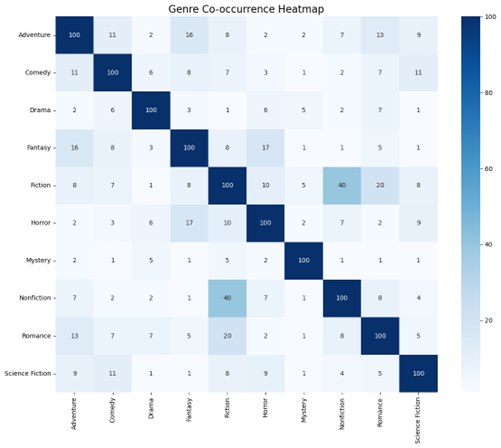 Genre Co-occurrence Heatmap
Adventure 100 11 2 16 8 2 2 7 13 9
Comedy 11 100 6 8 7 3 1 2 7 11
Drama 2 6 100 3 1 6 5 2 7 1
Fantasy 16 8 3 100 8 17 1 1 5 1
Fiction 8 7 1 8 100 10 5 40 20 8
Horror 2 3 6 17 10 100 2 7 2 9
Mystery 2 1 5 1 5 2 100 1 1 1
Nonfiction 7 2 2 1 40 7 1 100 8 4
Romance 13 7 7 5 20 2 1 8 100 5
Science Fiction 9 11 1 1 8 9 1 4 5 100
Adventure Comedy Drama Fantasy Fiction Horror Mystery Nonfiction Romance Science Fiction
100
80
60
40
20